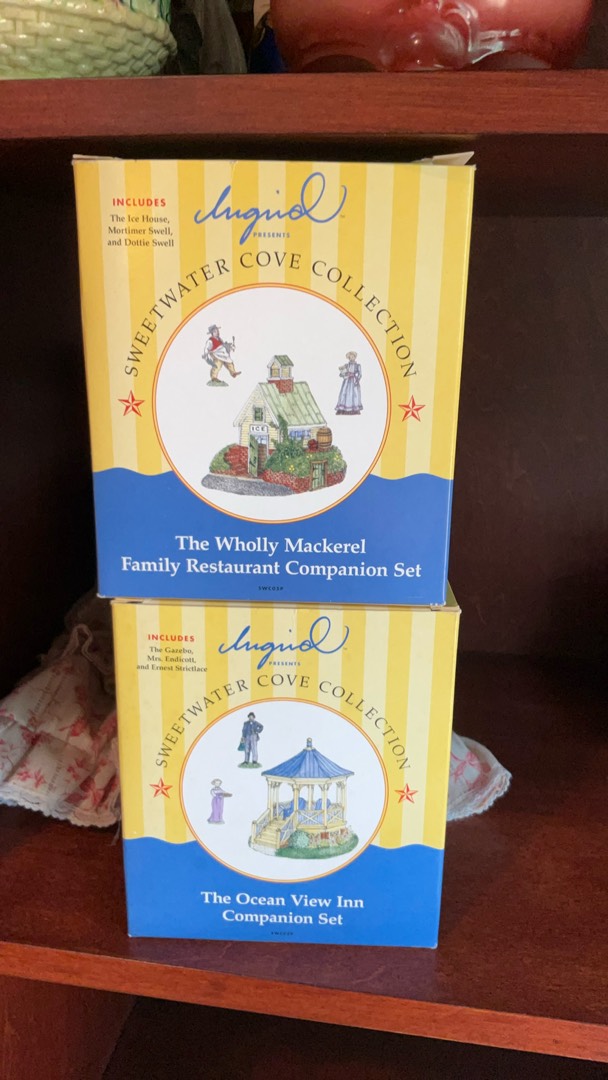 INCLUDES
The Ice House,
Mortimer Swell,
and Dottie Swell
Ingrid™
PRESENTS
SWEETWATER COVE COLLECTION
ICE
The Wholly Mackerel
Family Restaurant Companion Set
INCLUDES
The Gazebo,
Mrs. Endicott,
and Ernest Strictlace
Ingrid™
PRESENTS
SWEETWATER COVE COLLECTION
The Ocean View Inn
Companion Set